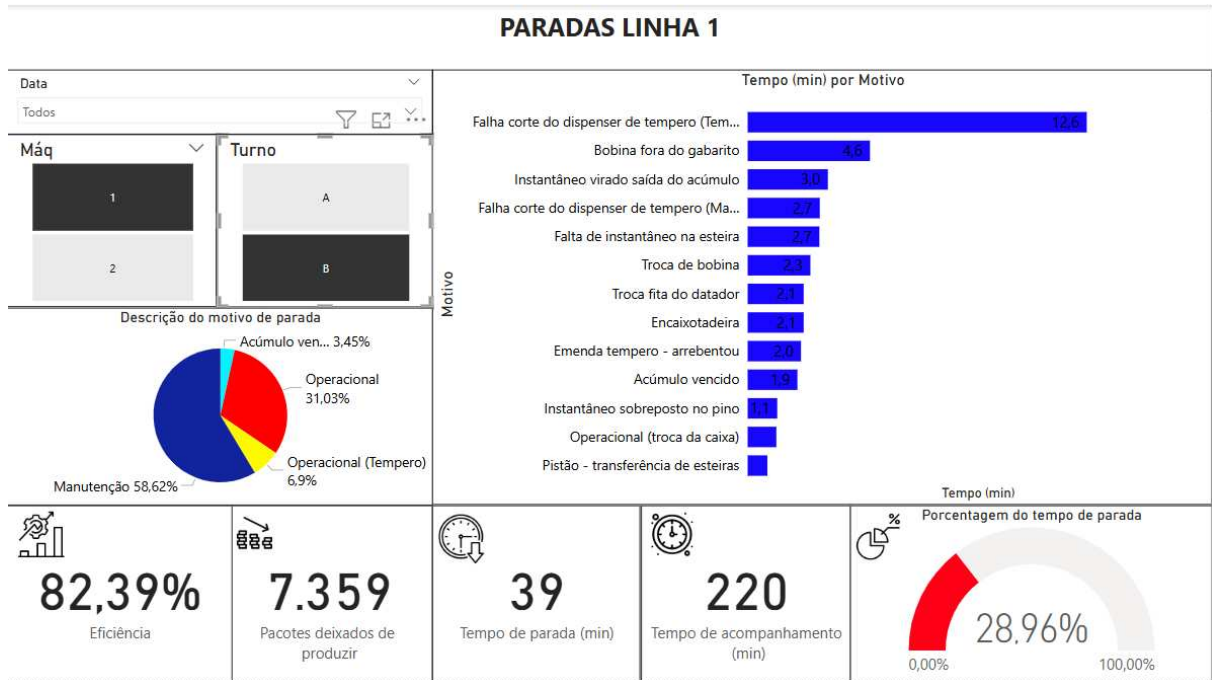 PARADAS LINHA 1
Data
Todos
Máq
1
2
Turno
A
B
Descrição do motivo de parada
Acúmulo ven... 3,45%
Operacional
31,03%
Operacional (Tempero)
6,9%
Manutenção 58,62%
Tempo (min) por Motivo
Motivo
Falha corte do dispenser de tempero (Tem... 12,6
Bobina fora do gabarito 4,6
Instantâneo virado saída do acúmulo 3,0
Falha corte do dispenser de tempero (Ma... 2,7
Falta de instantâneo na esteira 2,7
Troca de bobina 2,3
Troca fita do datador 2,1
Encaixotadeira 2,1
Emenda tempero - arrebentou 2,0
Acúmulo vencido 1,9
Instantâneo sobreposto no pino 1,1
Operacional (troca da caixa)
Pistão - transferência de esteiras
Tempo (min)
82,39%
Eficiência
7.359
Pacotes deixados de
produzir
39
Tempo de parada (min)
220
Tempo de acompanhamento
(min)
%
Porcentagem do tempo de parada
28,96%
0,00%
100,00%